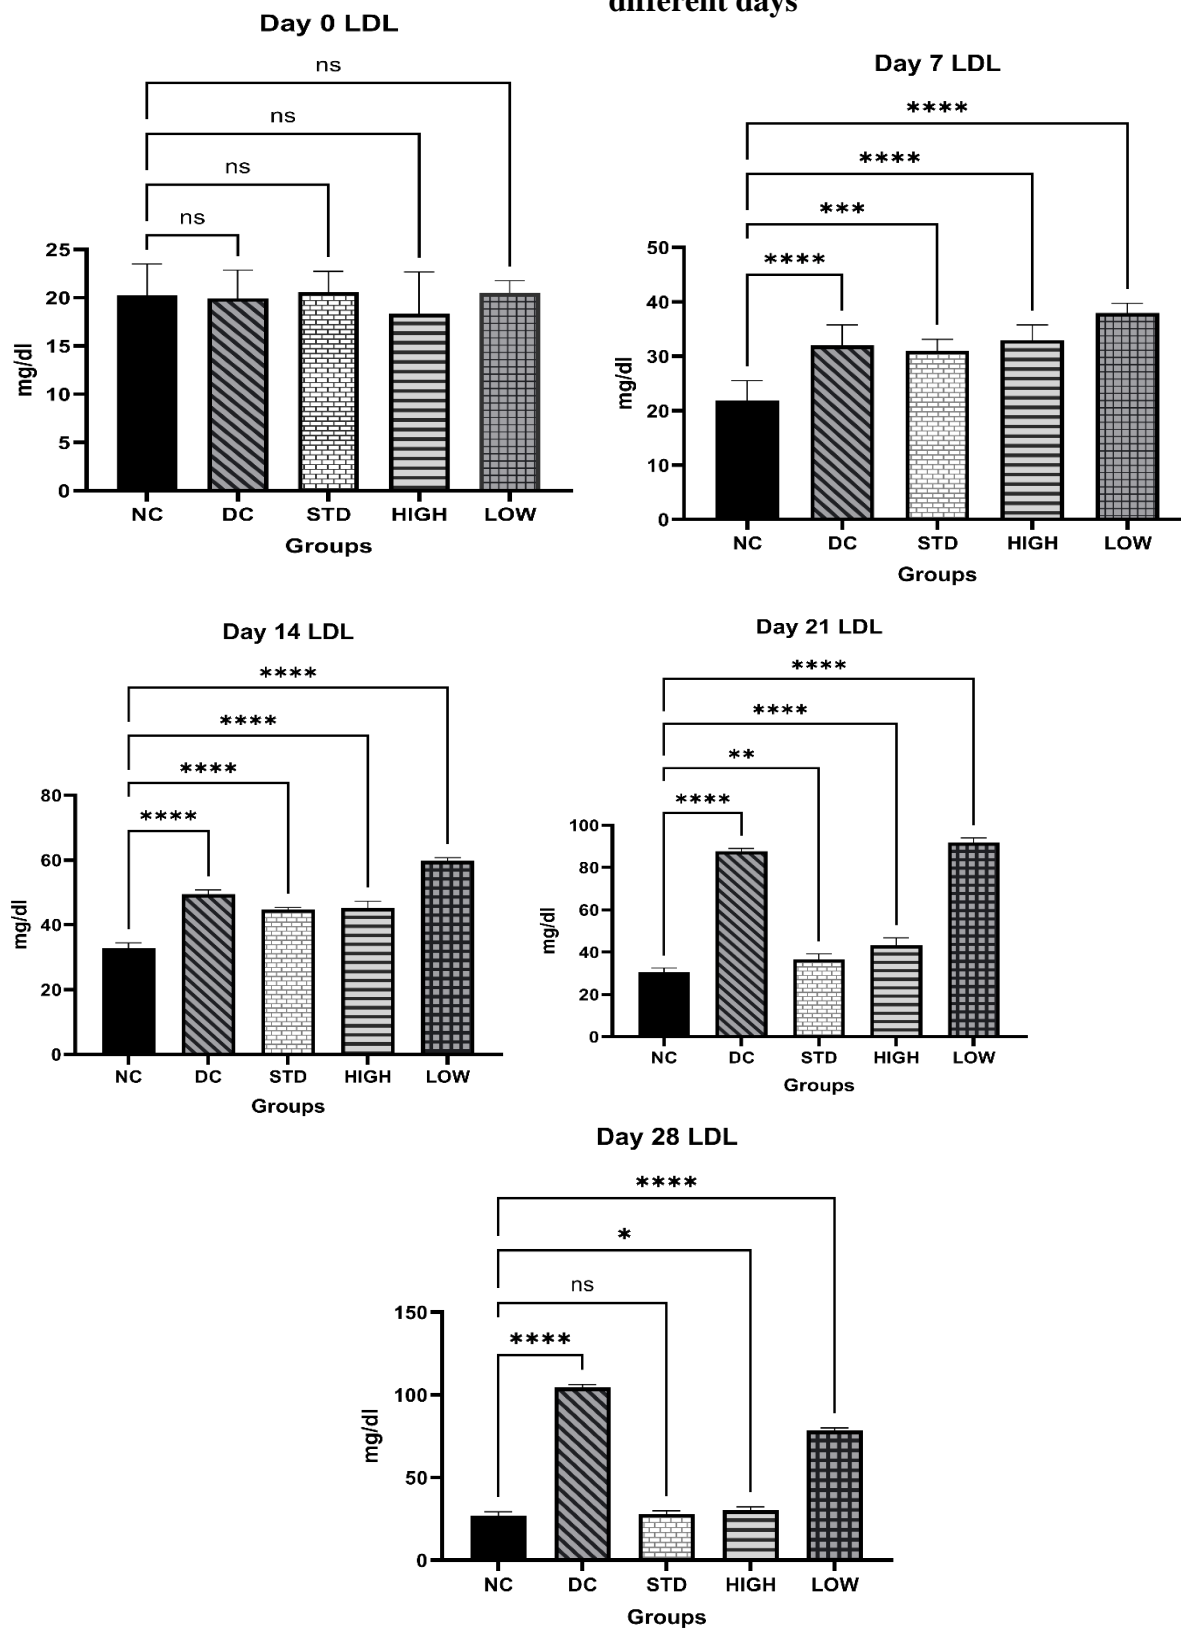 different days
Day 0 LDL
ns
ns
ns
ns
25
20
15
10
5
0
mg/dl
NC DC STD HIGH LOW
Groups
Day 7 LDL
****
****
***
****
50
40
30
20
10
0
mg/dl
NC DC STD HIGH LOW
Groups
Day 14 LDL
****
****
****
****
80
60
40
20
0
mg/dl
NC DC STD HIGH LOW
Groups
Day 21 LDL
****
****
**
****
100
80
60
40
20
0
mg/dl
NC DC STD HIGH LOW
Groups
Day 28 LDL
****
*
ns
****
150
100
50
0
mg/dl
NC DC STD HIGH LOW
Groups